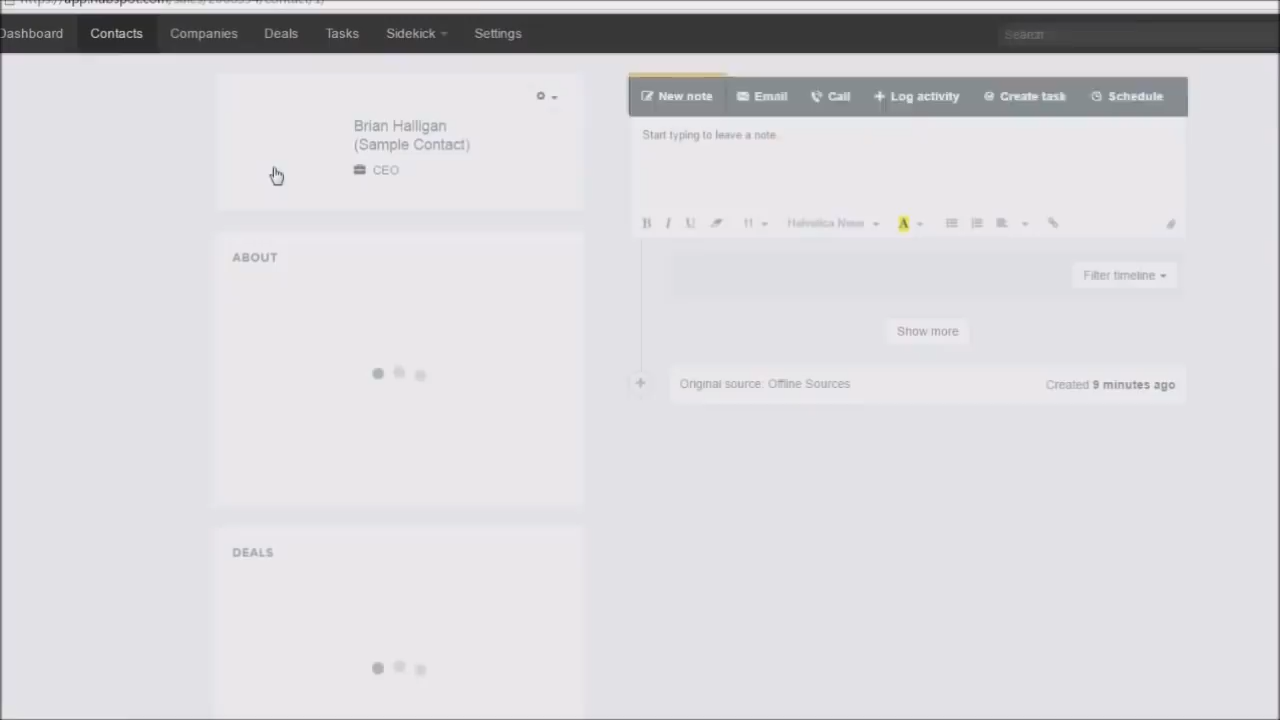 Dashboard Contacts Companies Deals Tasks Sidekick Settings Search
Brian Halligan
(Sample Contact)
CEO
New note Email Call Log activity Create task Schedule
Start typing to leave a note
B I U Helvetica Neue A
ABOUT
Filter timeline
Show more
Original source: Offline Sources Created 9 minutes ago
DEALS